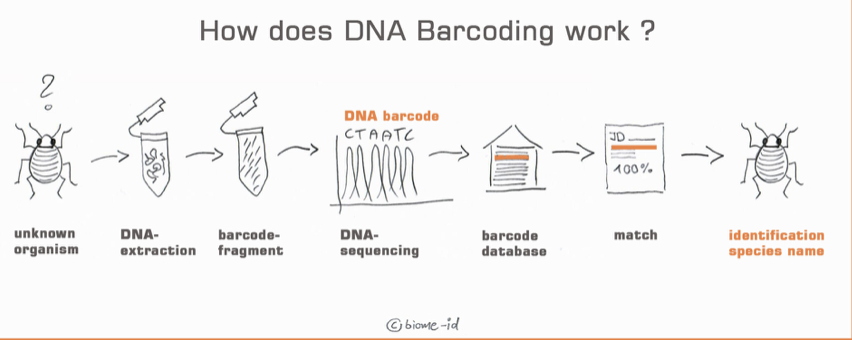 How does DNA Barcoding work ?
?
DNA barcode
CTAATC
ID
100%
unknown
organism
DNA-
extraction
barcode-
fragment
DNA-
sequencing
barcode
database
match
identification
species name
©biome-id